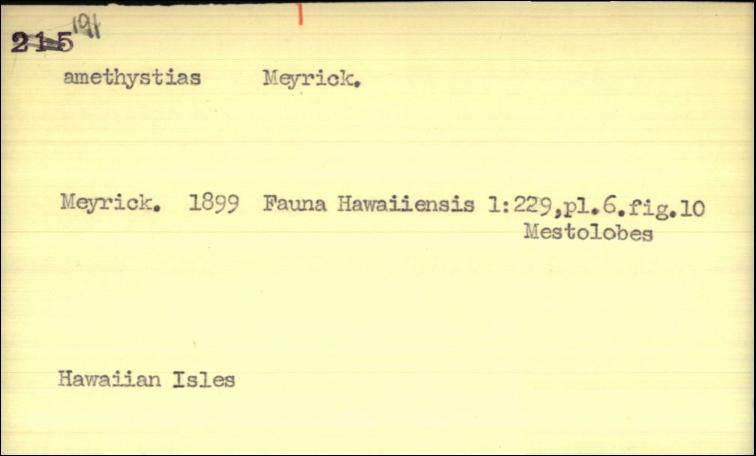 191
215
amethystias Meyrick.
Meyrick. 1899 Fauna Hawaiiensis 1:229,pl.6.fig.10
Mestolobes
Hawaiian Isles